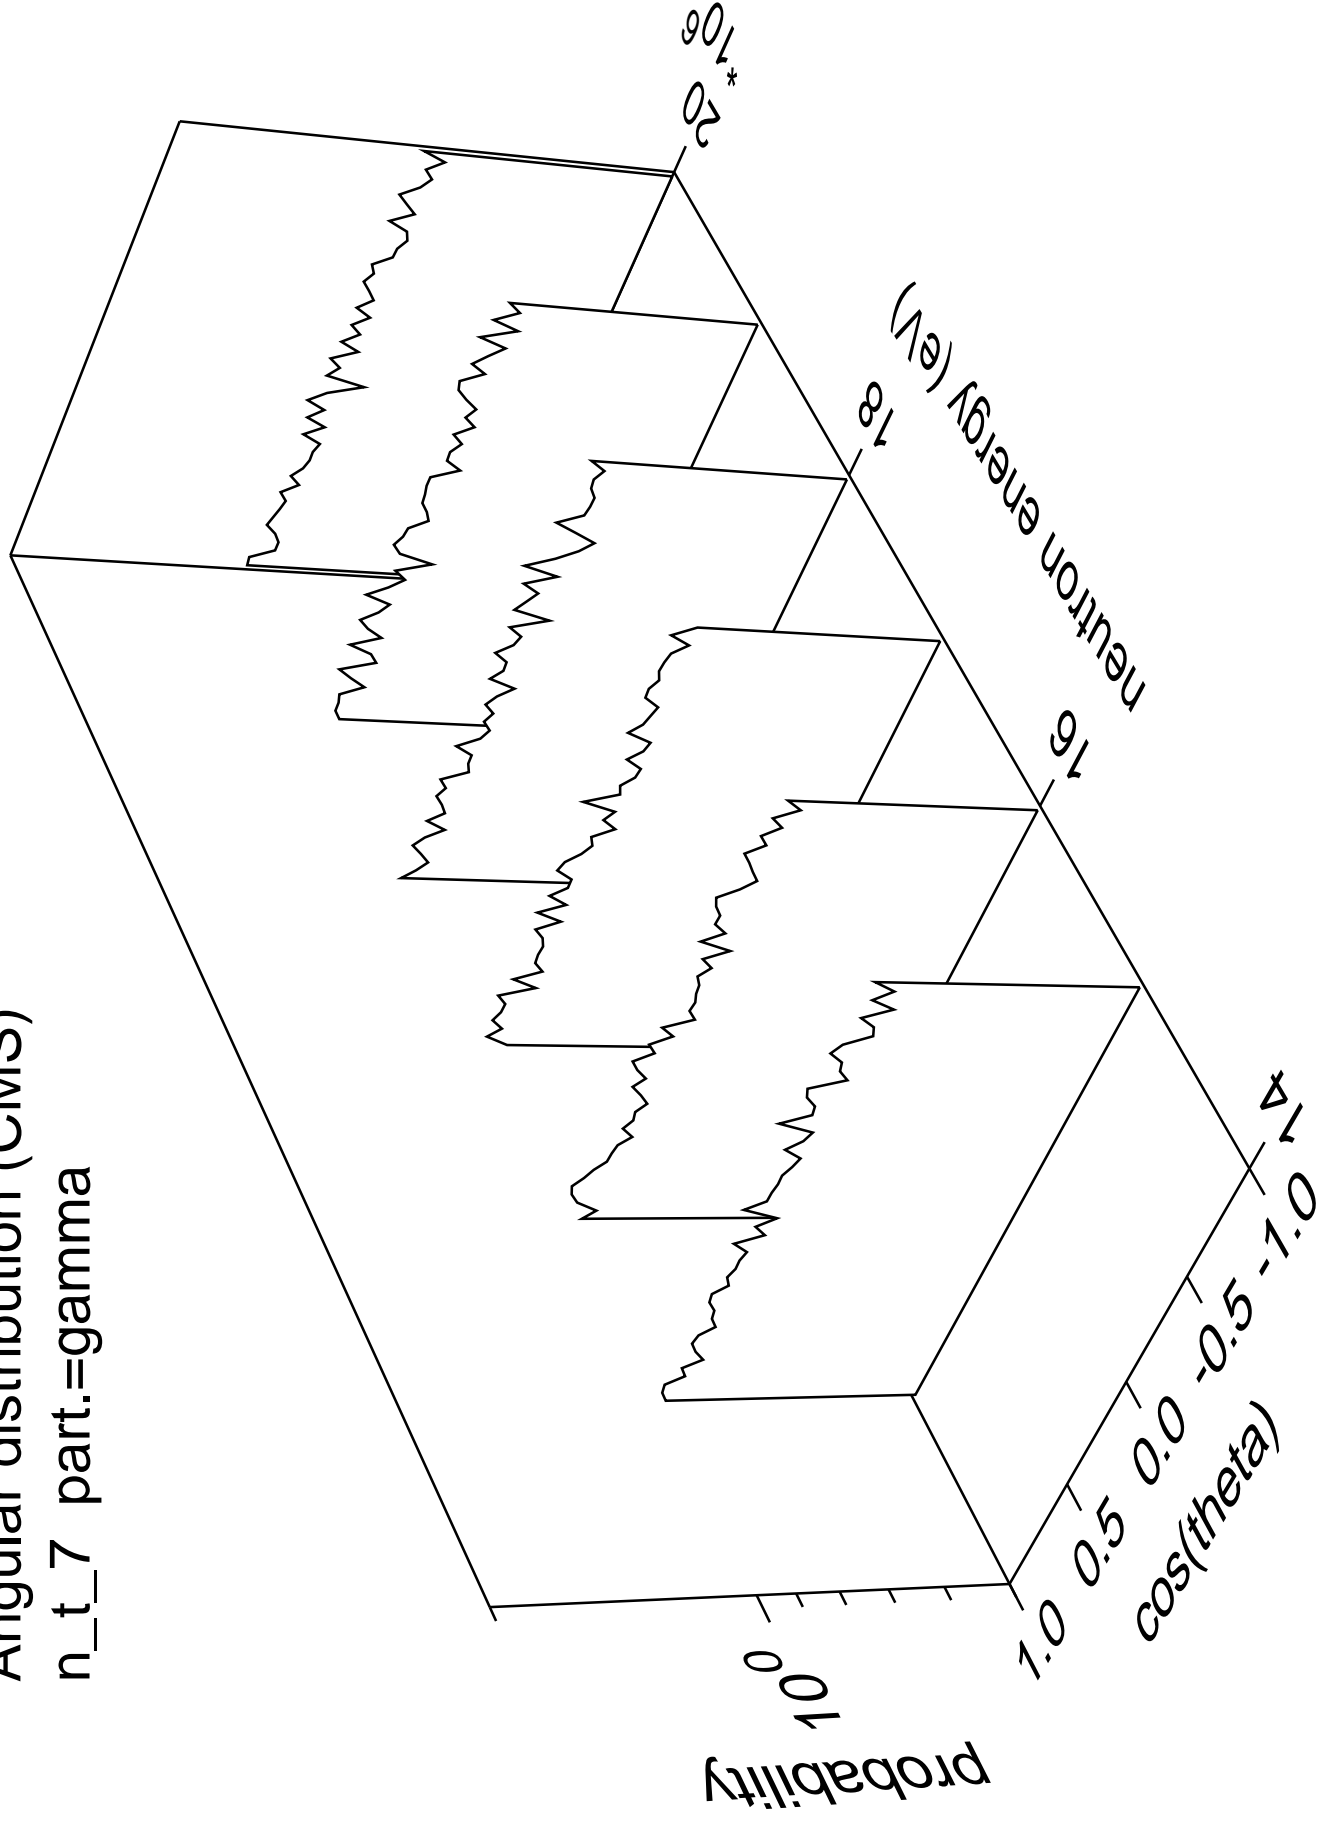 Angular distribution (CMS)
n_t_7 part.=gamma
probability
10^0
cos(theta)
1.0 0.5 0.0 -0.5 -1.0
neutron energy (eV)
14 16 18 20
*10^6